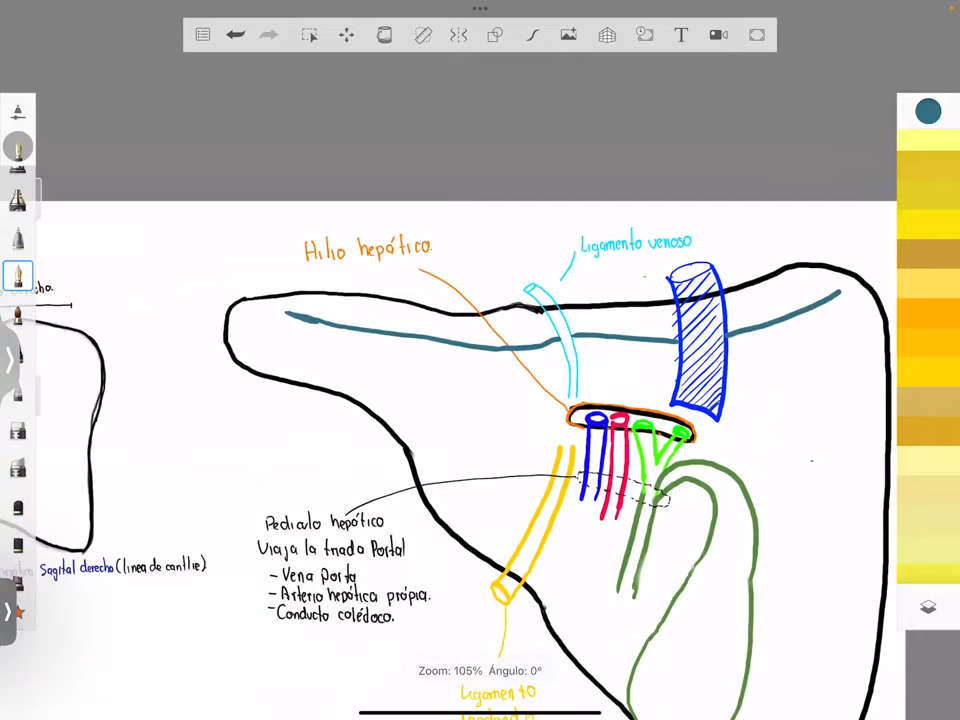 Hilio hepático.
Ligamento venoso
Pediculo hepático
Viaja la triada Portal
- Vena Porta
- Arteria hepática própia.
- Conducto colédoco.
Sagital derecho (linea de cantlie)
Zoom: 105% Ángulo: 0°
Ligamento